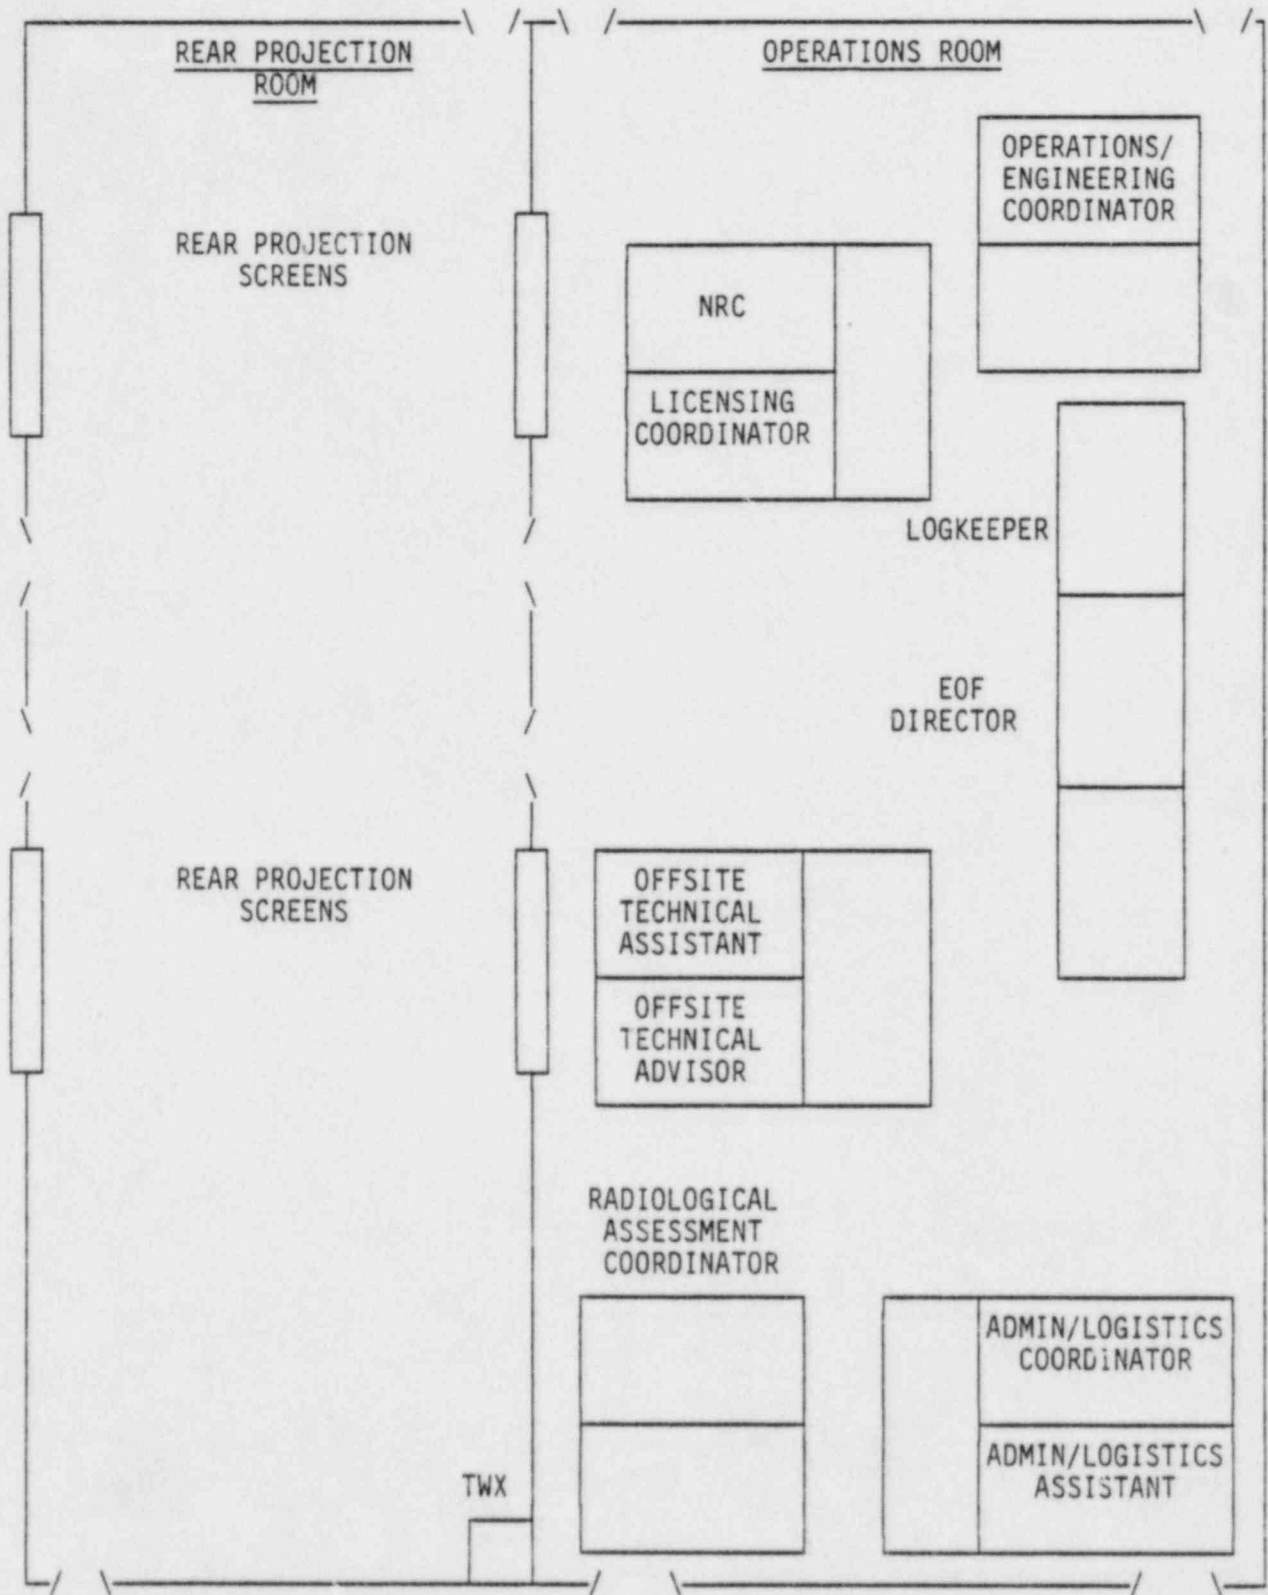 REAR PROJECTION
ROOM
OPERATIONS ROOM
OPERATIONS/
ENGINEERING
COORDINATOR
REAR PROJECTION
SCREENS
NRC
LICENSING
COORDINATOR
LOGKEEPER
EOF
DIRECTOR
REAR PROJECTION
SCREENS
OFFSITE
TECHNICAL
ASSISTANT
OFFSITE
TECHNICAL
ADVISOR
RADIOLOGICAL
ASSESSMENT
COORDINATOR
ADMIN/LOGISTICS
COORDINATOR
ADMIN/LOGISTICS
ASSISTANT
TWX